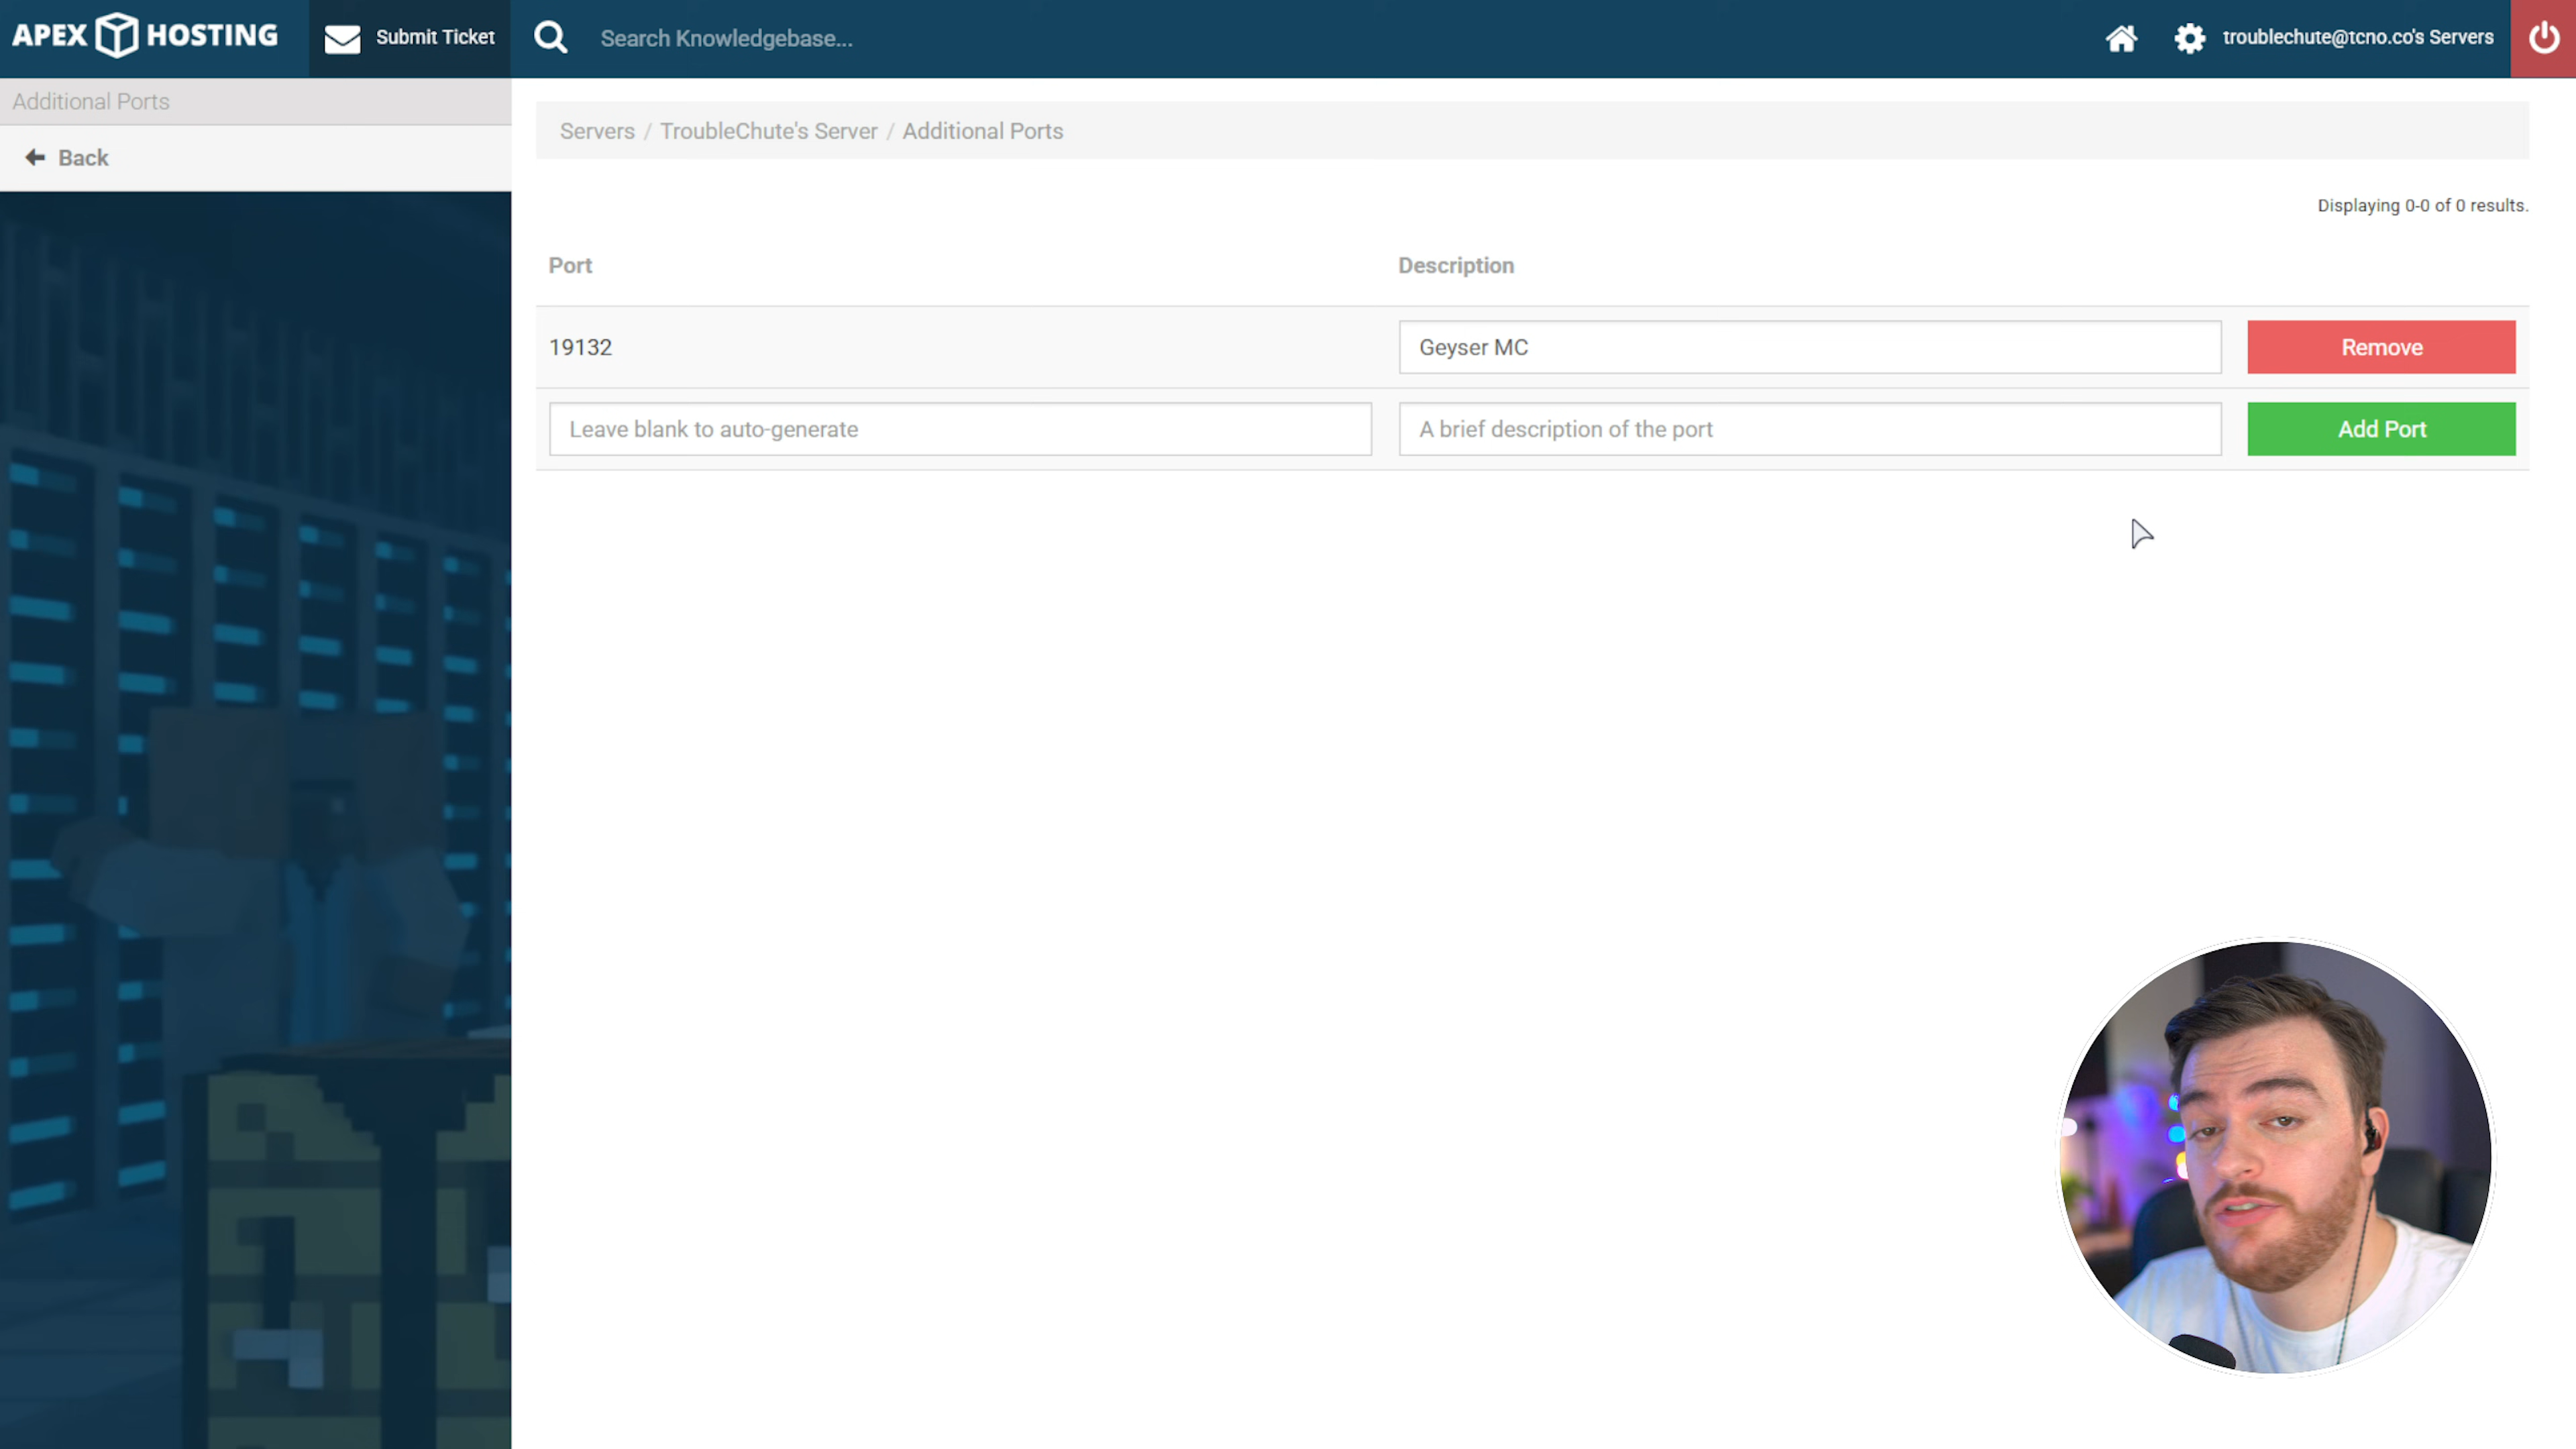 APEX HOSTING
Submit Ticket
Search Knowledgebase...
troublechute@tcno.co's Servers
Additional Ports
Back
Servers / TroubleChute's Server / Additional Ports
Displaying 0-0 of 0 results.
Port Description
19132 Geyser MC Remove
Leave blank to auto-generate A brief description of the port Add Port